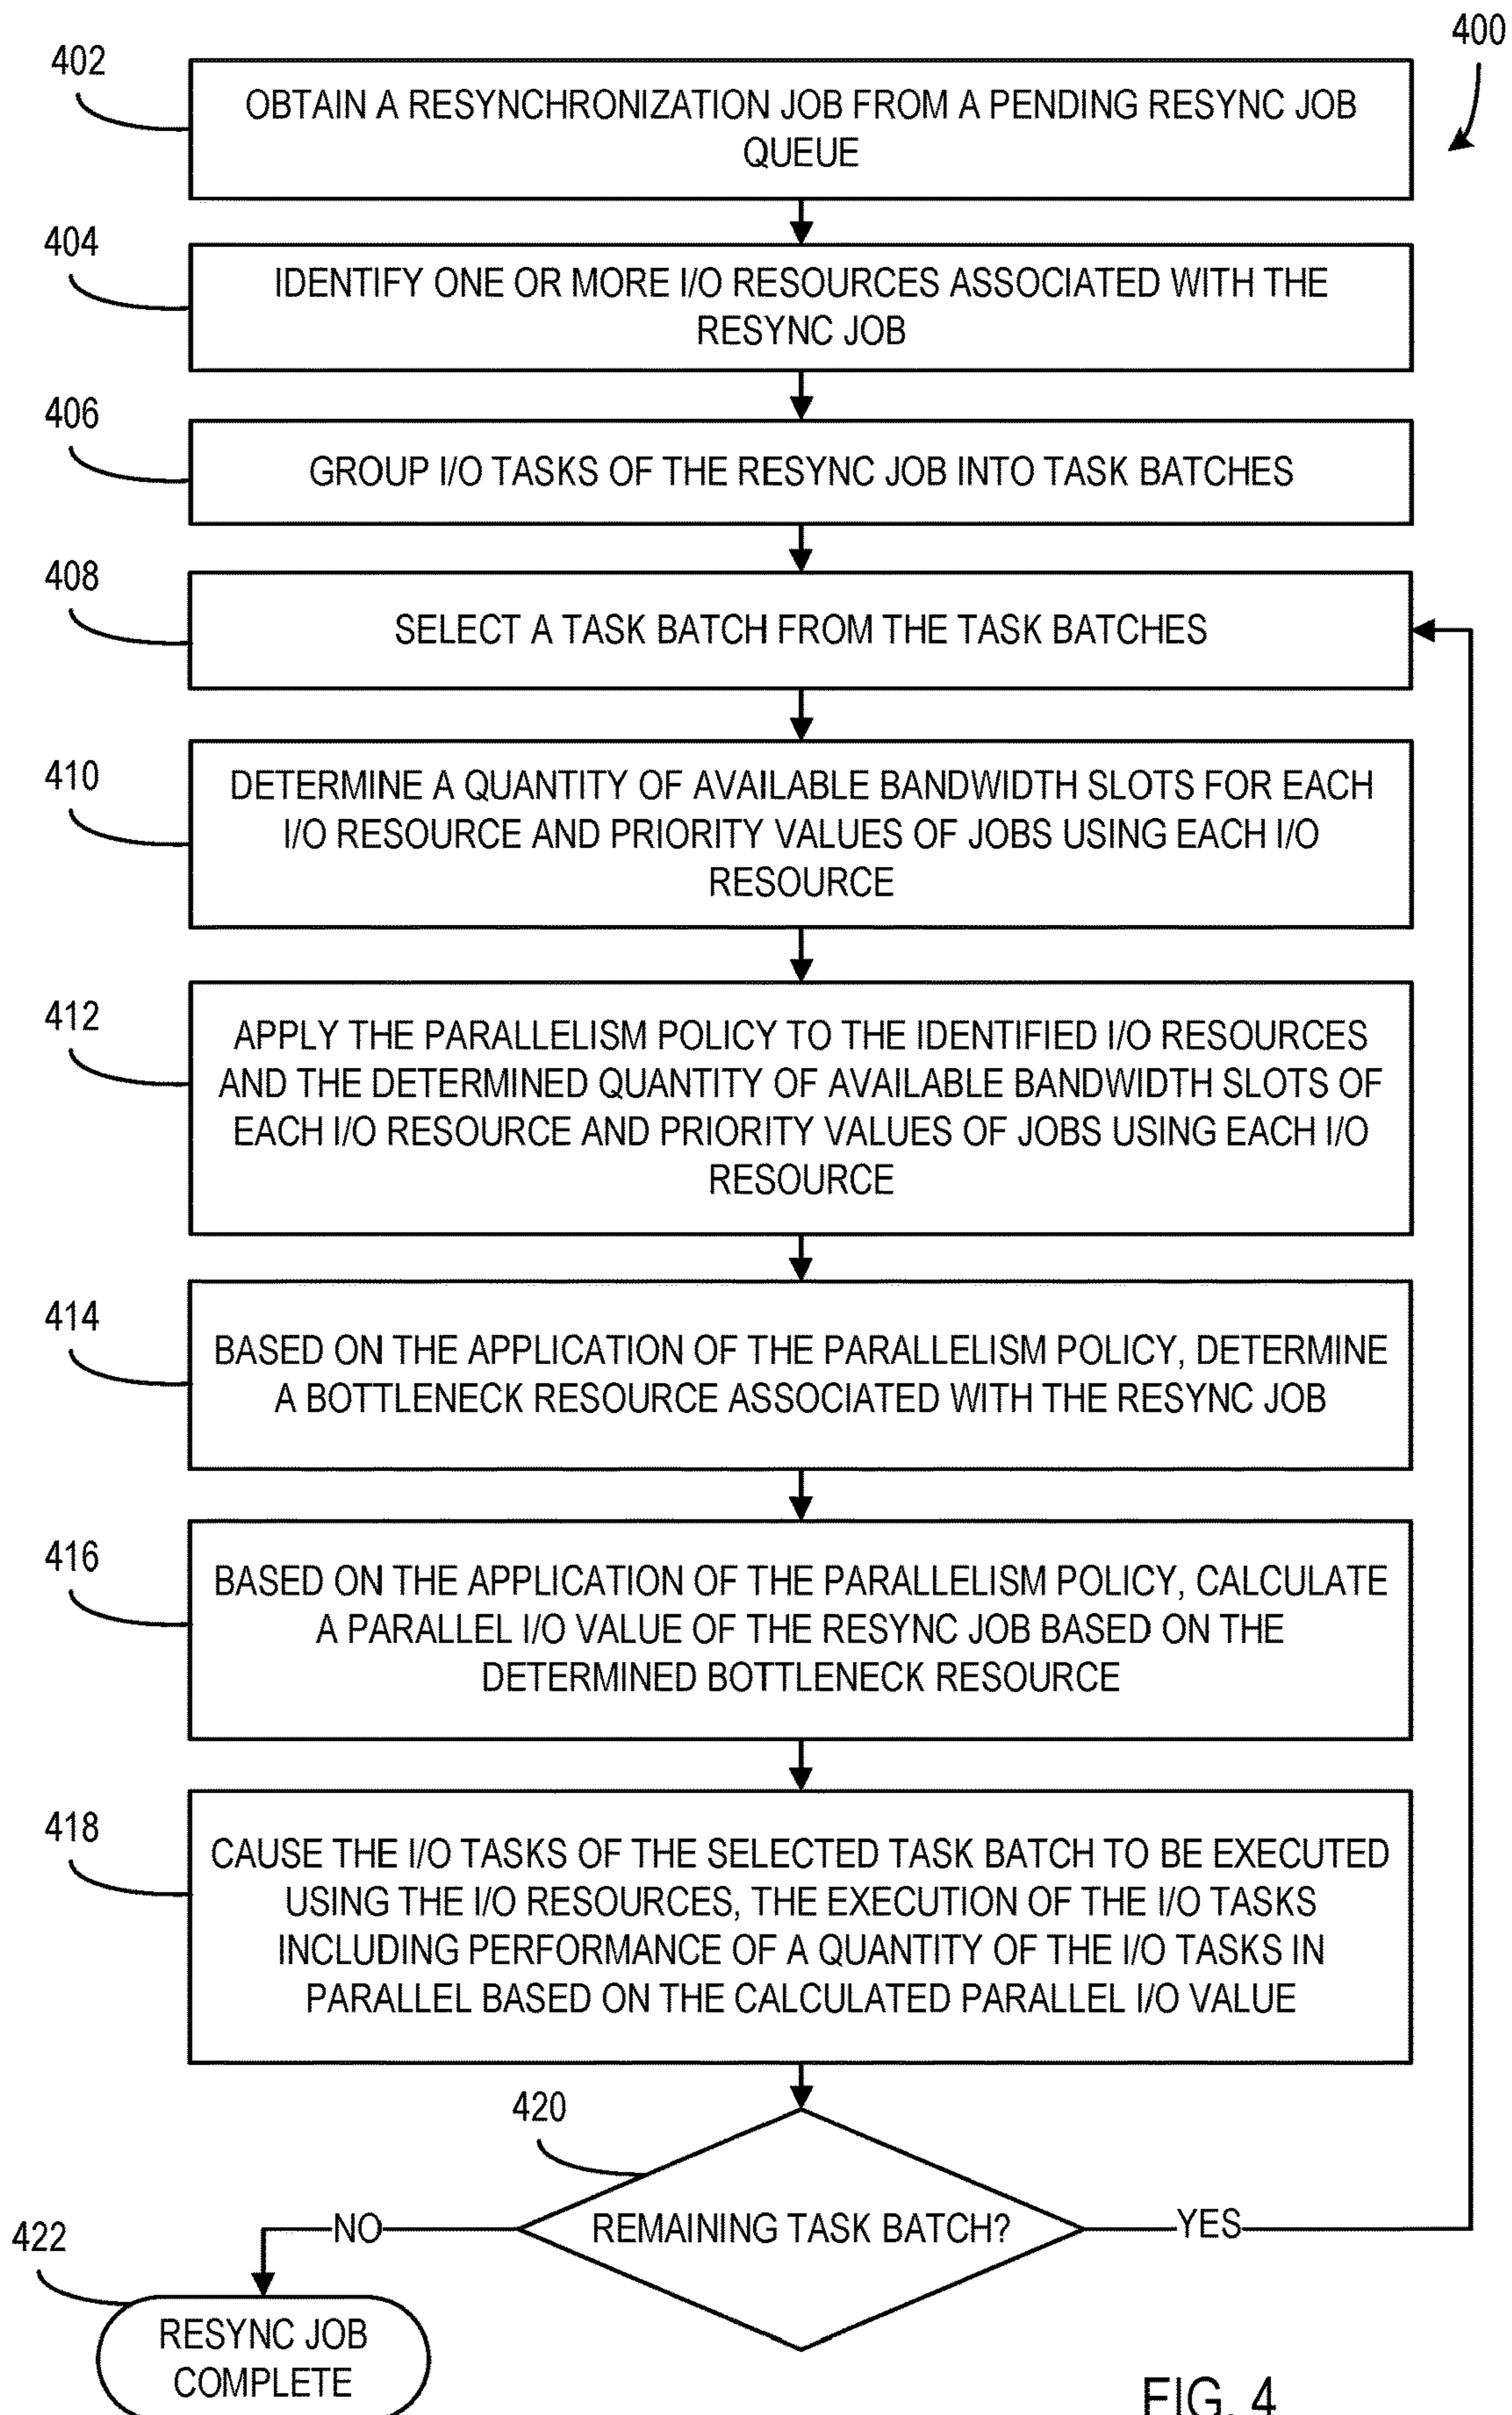 400
402
OBTAIN A RESYNCHRONIZATION JOB FROM A PENDING RESYNC JOB
QUEUE
404
IDENTIFY ONE OR MORE I/O RESOURCES ASSOCIATED WITH THE
RESYNC JOB
406
GROUP I/O TASKS OF THE RESYNC JOB INTO TASK BATCHES
408
SELECT A TASK BATCH FROM THE TASK BATCHES
410
DETERMINE A QUANTITY OF AVAILABLE BANDWIDTH SLOTS FOR EACH
I/O RESOURCE AND PRIORITY VALUES OF JOBS USING EACH I/O
RESOURCE
412
APPLY THE PARALLELISM POLICY TO THE IDENTIFIED I/O RESOURCES
AND THE DETERMINED QUANTITY OF AVAILABLE BANDWIDTH SLOTS OF
EACH I/O RESOURCE AND PRIORITY VALUES OF JOBS USING EACH I/O
RESOURCE
414
BASED ON THE APPLICATION OF THE PARALLELISM POLICY, DETERMINE
A BOTTLENECK RESOURCE ASSOCIATED WITH THE RESYNC JOB
416
BASED ON THE APPLICATION OF THE PARALLELISM POLICY, CALCULATE
A PARALLEL I/O VALUE OF THE RESYNC JOB BASED ON THE
DETERMINED BOTTLENECK RESOURCE
418
CAUSE THE I/O TASKS OF THE SELECTED TASK BATCH TO BE EXECUTED
USING THE I/O RESOURCES, THE EXECUTION OF THE I/O TASKS
INCLUDING PERFORMANCE OF A QUANTITY OF THE I/O TASKS IN
PARALLEL BASED ON THE CALCULATED PARALLEL I/O VALUE
420
REMAINING TASK BATCH?
NO
YES
422
RESYNC JOB
COMPLETE
FIG. 4